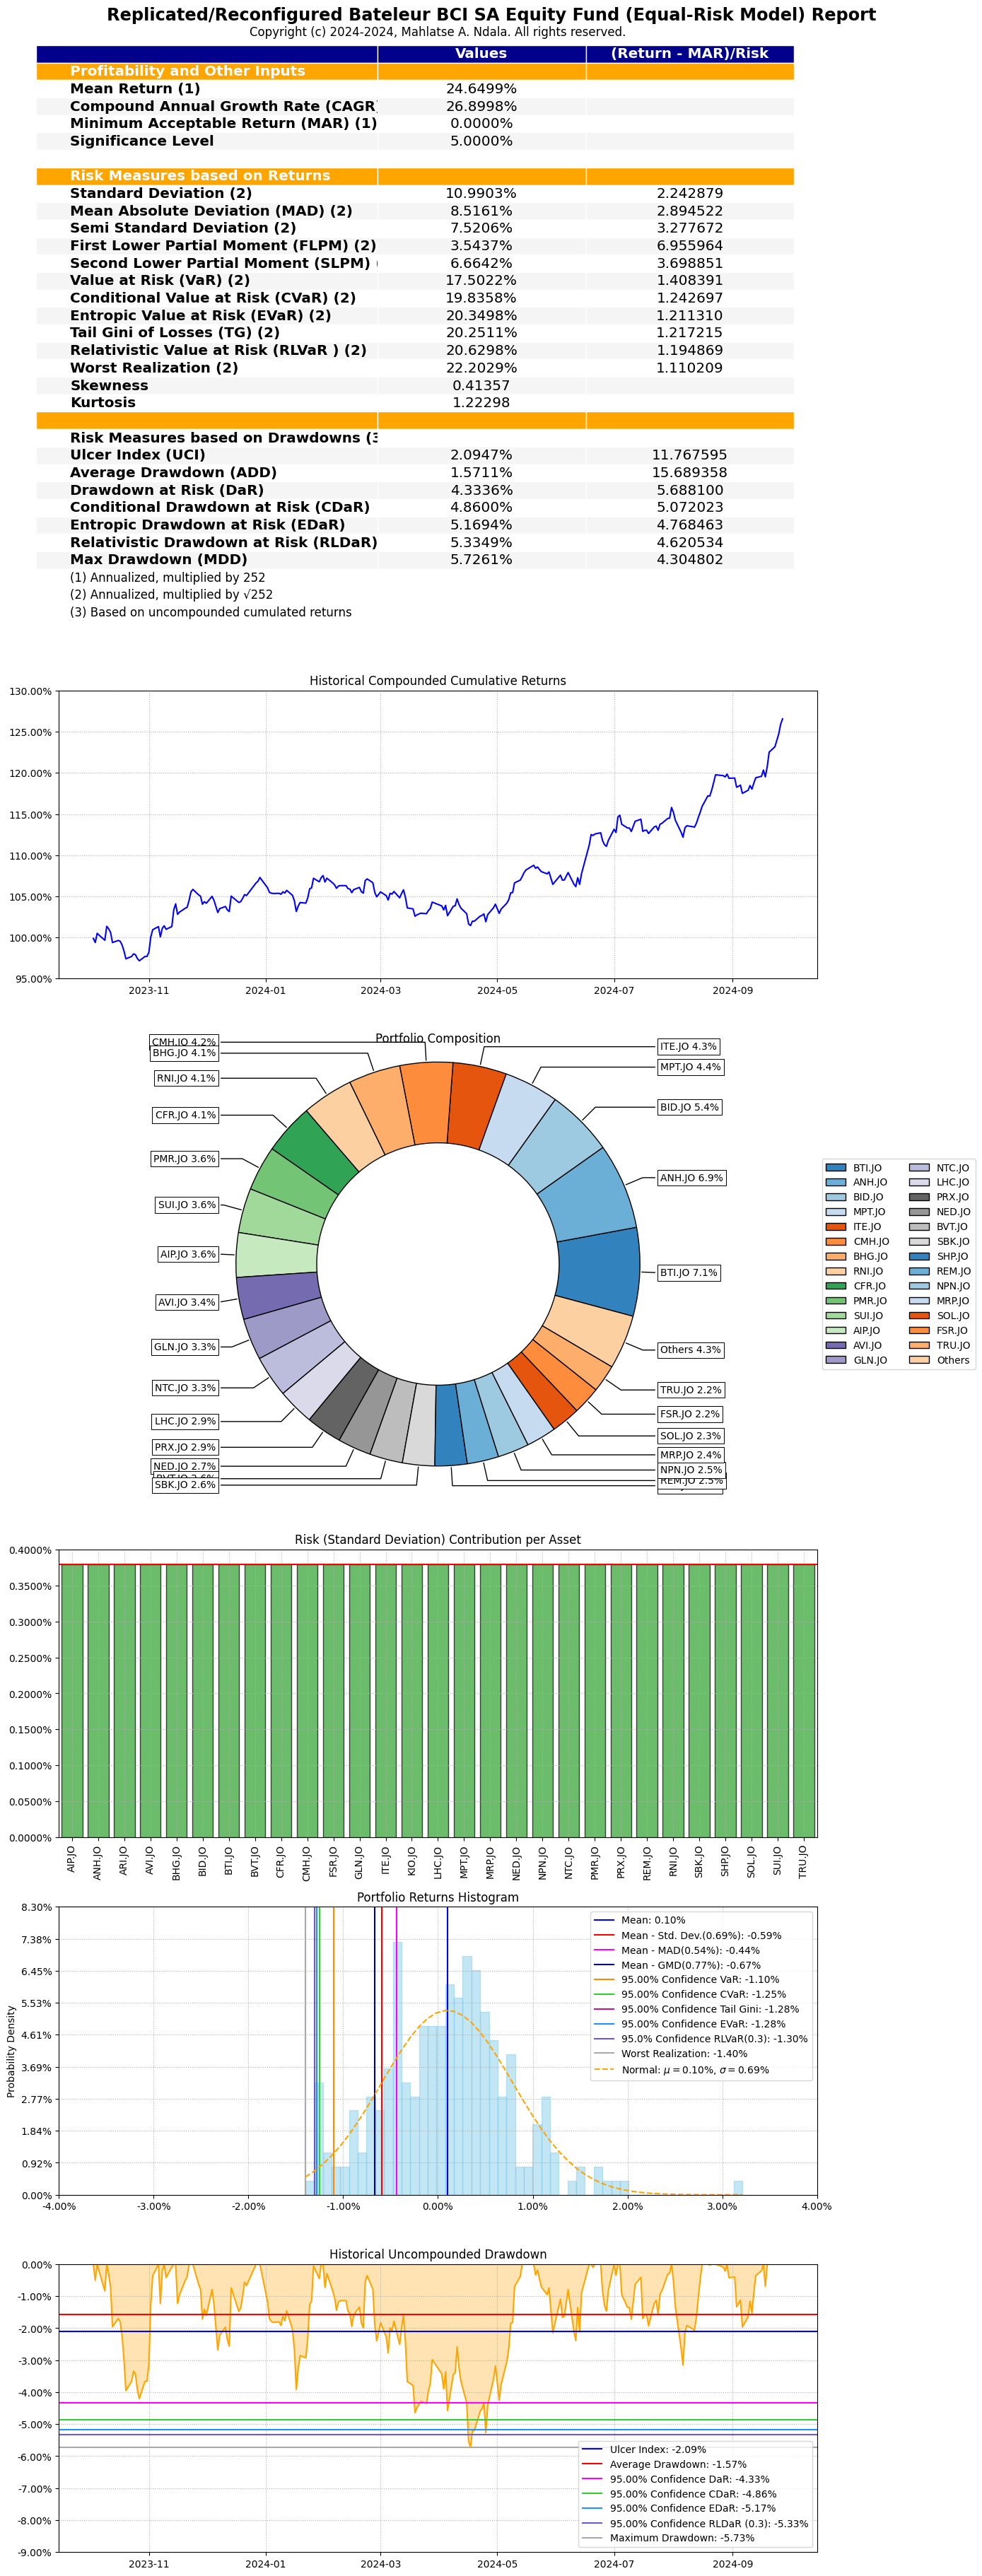 Replicated/Reconfigured Bateleur BCI SA Equity Fund (Equal-Risk Model) Report
Copyright (c) 2024-2024, Mahlatse A. Ndala. All rights reserved.
Values (Return - MAR)/Risk
Profitability and Other Inputs
Mean Return (1) 24.6499%
Compound Annual Growth Rate (CAGR) 26.8998%
Minimum Acceptable Return (MAR) (1) 0.0000%
Significance Level 5.0000%
Risk Measures based on Returns
Standard Deviation (2) 10.9903% 2.242879
Mean Absolute Deviation (MAD) (2) 8.5161% 2.894522
Semi Standard Deviation (2) 7.5206% 3.277672
First Lower Partial Moment (FLPM) (2) 3.5437% 6.955964
Second Lower Partial Moment (SLPM) ( 6.6642% 3.698851
Value at Risk (VaR) (2) 17.5022% 1.408391
Conditional Value at Risk (CVaR) (2) 19.8358% 1.242697
Entropic Value at Risk (EVaR) (2) 20.3498% 1.211310
Tail Gini of Losses (TG) (2) 20.2511% 1.217215
Relativistic Value at Risk (RLVaR ) (2) 20.6298% 1.194869
Worst Realization (2) 22.2029% 1.110209
Skewness 0.41357
Kurtosis 1.22298
Risk Measures based on Drawdowns (3
Ulcer Index (UCI) 2.0947% 11.767595
Average Drawdown (ADD) 1.5711% 15.689358
Drawdown at Risk (DaR) 4.3336% 5.688100
Conditional Drawdown at Risk (CDaR) 4.8600% 5.072023
Entropic Drawdown at Risk (EDaR) 5.1694% 4.768463
Relativistic Drawdown at Risk (RLDaR) 5.3349% 4.620534
Max Drawdown (MDD) 5.7261% 4.304802
(1) Annualized, multiplied by 252
(2) Annualized, multiplied by √252
(3) Based on uncompounded cumulated returns
Historical Compounded Cumulative Returns
130.00%
125.00%
120.00%
115.00%
110.00%
105.00%
100.00%
95.00%
2023-11 2024-01 2024-03 2024-05 2024-07 2024-09
Portfolio Composition
CMH.JO 4.2%
BHG.JO 4.1%
RNI.JO 4.1%
CFR.JO 4.1%
PMR.JO 3.6%
SUI.JO 3.6%
AIP.JO 3.6%
AVI.JO 3.4%
GLN.JO 3.3%
NTC.JO 3.3%
LHC.JO 2.9%
PRX.JO 2.9%
NED.JO 2.7%
SBK.JO 2.6%
ITE.JO 4.3%
MPT.JO 4.4%
BID.JO 5.4%
ANH.JO 6.9%
BTI.JO 7.1%
Others 4.3%
TRU.JO 2.2%
FSR.JO 2.2%
SOL.JO 2.3%
MRP.JO 2.4%
NPN.JO 2.5%
REM.JO 2.5%
BTI.JO NTC.JO
ANH.JO LHC.JO
BID.JO PRX.JO
MPT.JO NED.JO
ITE.JO BVT.JO
CMH.JO SBK.JO
BHG.JO SHP.JO
RNI.JO REM.JO
CFR.JO NPN.JO
PMR.JO MRP.JO
SUI.JO SOL.JO
AIP.JO FSR.JO
AVI.JO TRU.JO
GLN.JO Others
Risk (Standard Deviation) Contribution per Asset
0.4000%
0.3500%
0.3000%
0.2500%
0.2000%
0.1500%
0.1000%
0.0500%
0.0000%
AIP.JO ANH.JO ARI.JO AVI.JO BHG.JO BID.JO BTI.JO BVT.JO CFR.JO CMH.JO FSR.JO GLN.JO ITE.JO KIO.JO LHC.JO MPT.JO MRP.JO NED.JO NPN.JO NTC.JO PMR.JO PRX.JO REM.JO RNI.JO SBK.JO SHP.JO SOL.JO SUI.JO TRU.JO
Portfolio Returns Histogram
Probability Density
8.30%
7.38%
6.45%
5.53%
4.61%
3.69%
2.77%
1.84%
0.92%
0.00%
-4.00% -3.00% -2.00% -1.00% 0.00% 1.00% 2.00% 3.00% 4.00%
Mean: 0.10%
Mean - Std. Dev.(0.69%): -0.59%
Mean - MAD(0.54%): -0.44%
Mean - GMD(0.77%): -0.67%
95.00% Confidence VaR: -1.10%
95.00% Confidence CVaR: -1.25%
95.00% Confidence Tail Gini: -1.28%
95.00% Confidence EVaR: -1.28%
95.0% Confidence RLVaR(0.3): -1.30%
Worst Realization: -1.40%
Normal: μ = 0.10%, σ = 0.69%
Historical Uncompounded Drawdown
0.00%
-1.00%
-2.00%
-3.00%
-4.00%
-5.00%
-6.00%
-7.00%
-8.00%
-9.00%
2023-11 2024-01 2024-03 2024-05 2024-07 2024-09
Ulcer Index: -2.09%
Average Drawdown: -1.57%
95.00% Confidence DaR: -4.33%
95.00% Confidence CDaR: -4.86%
95.00% Confidence EDaR: -5.17%
95.00% Confidence RLDaR (0.3): -5.33%
Maximum Drawdown: -5.73%